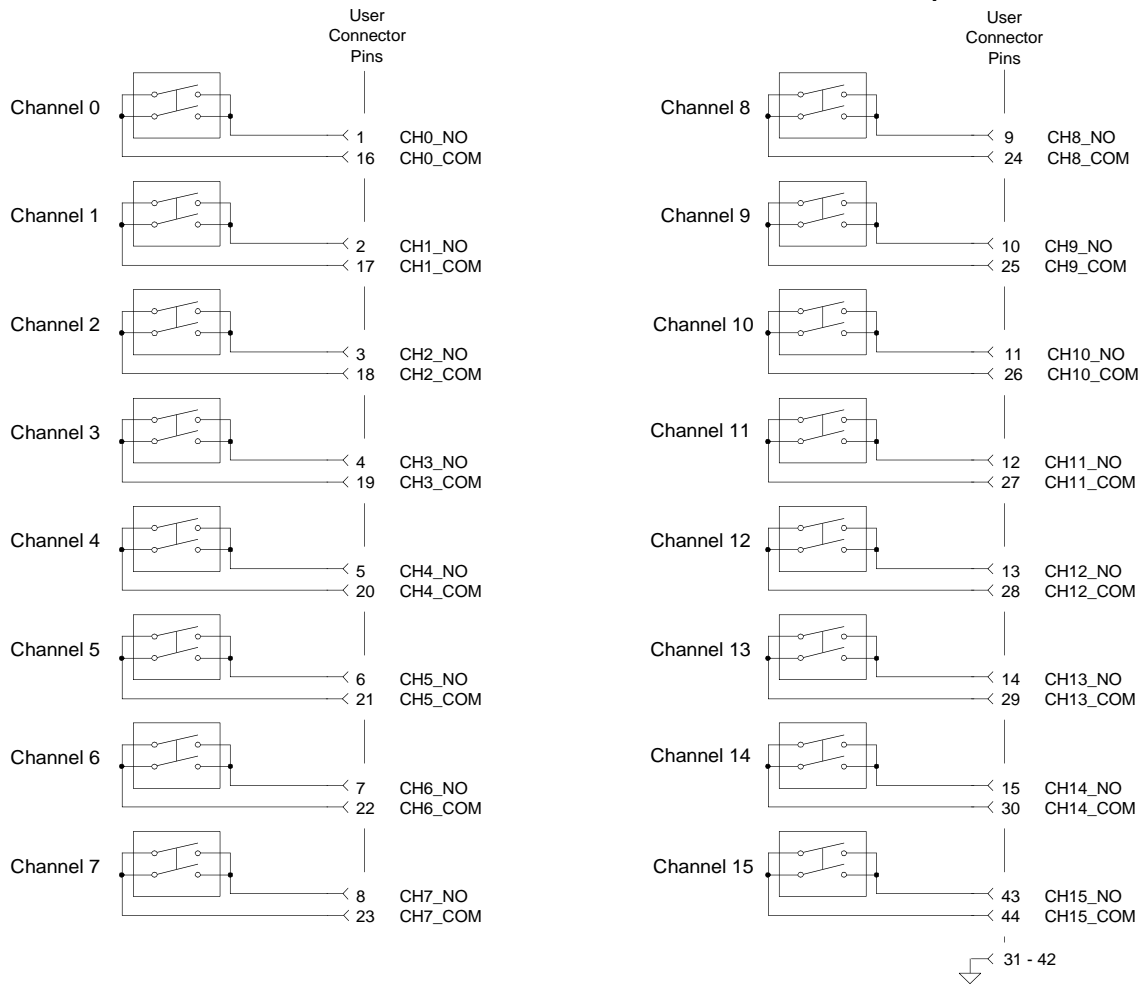 User
Connector
Pins
Channel 0
1 CH0_NO
16 CH0_COM
Channel 1
2 CH1_NO
17 CH1_COM
Channel 2
3 CH2_NO
18 CH2_COM
Channel 3
4 CH3_NO
19 CH3_COM
Channel 4
5 CH4_NO
20 CH4_COM
Channel 5
6 CH5_NO
21 CH5_COM
Channel 6
7 CH6_NO
22 CH6_COM
Channel 7
8 CH7_NO
23 CH7_COM
User
Connector
Pins
Channel 8
9 CH8_NO
24 CH8_COM
Channel 9
10 CH9_NO
25 CH9_COM
Channel 10
11 CH10_NO
26 CH10_COM
Channel 11
12 CH11_NO
27 CH11_COM
Channel 12
13 CH12_NO
28 CH12_COM
Channel 13
14 CH13_NO
29 CH13_COM
Channel 14
15 CH14_NO
30 CH14_COM
Channel 15
43 CH15_NO
44 CH15_COM
31 - 42